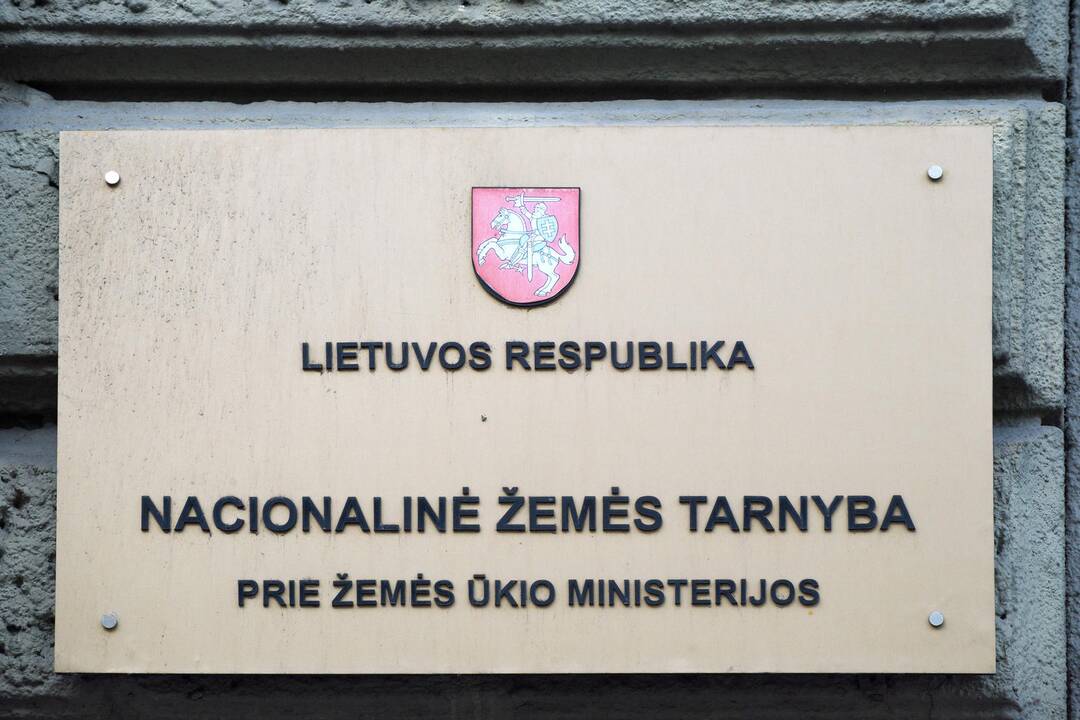 LIETUVOS RESPUBLIKA
NACIONALINĖ ŽEMĖS TARNYBA
PRIE ŽEMĖS ŪKIO MINISTERIJOS